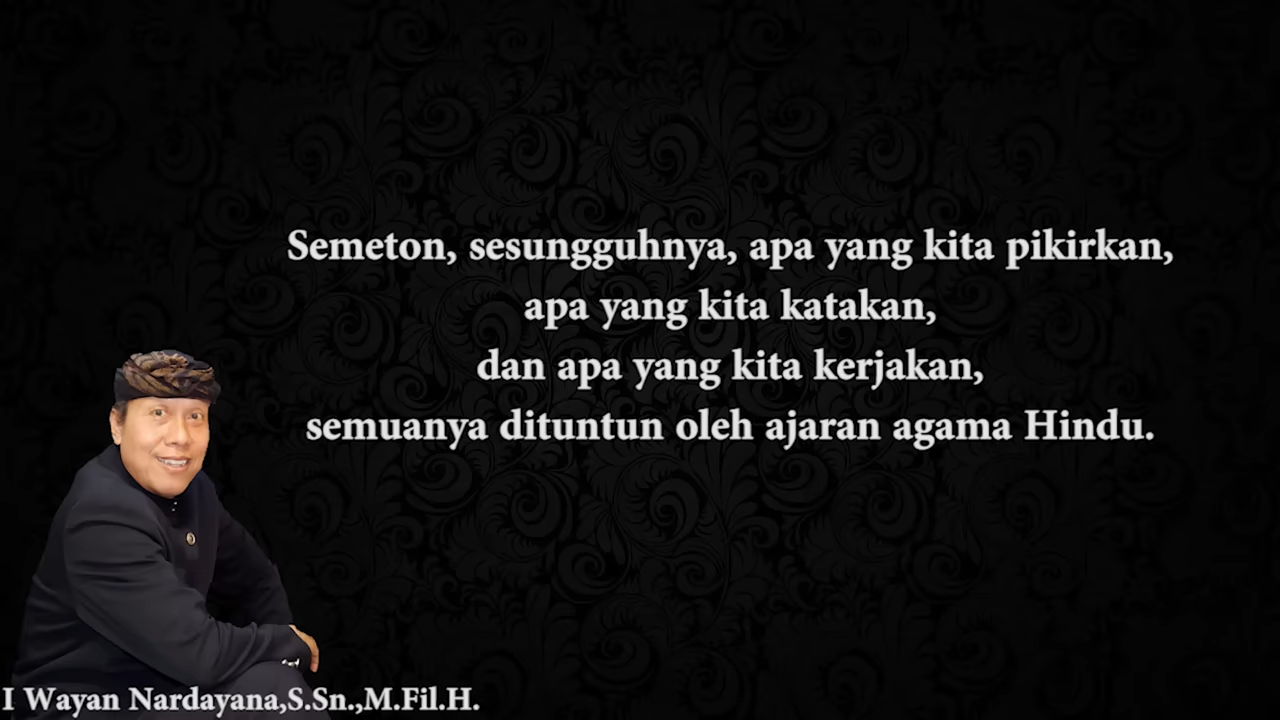 Semeton, sesungguhnya, apa yang kita pikirkan,
apa yang kita katakan,
dan apa yang kita kerjakan,
semuanya dituntun oleh ajaran agama Hindu.
I Wayan Nardayana,S.Sn.,M.Fil.H.